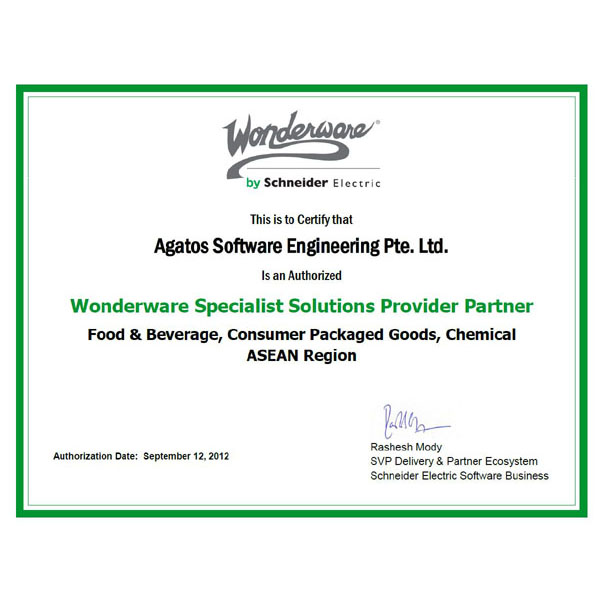 Wonderware®
by Schneider Electric
This is to Certify that
Agatos Software Engineering Pte. Ltd.
Is an Authorized
Wonderware Specialist Solutions Provider Partner
Food & Beverage, Consumer Packaged Goods, Chemical
ASEAN Region
Rashesh Mody
Authorization Date: September 12, 2012
SVP Delivery & Partner Ecosystem
Schneider Electric Software Business